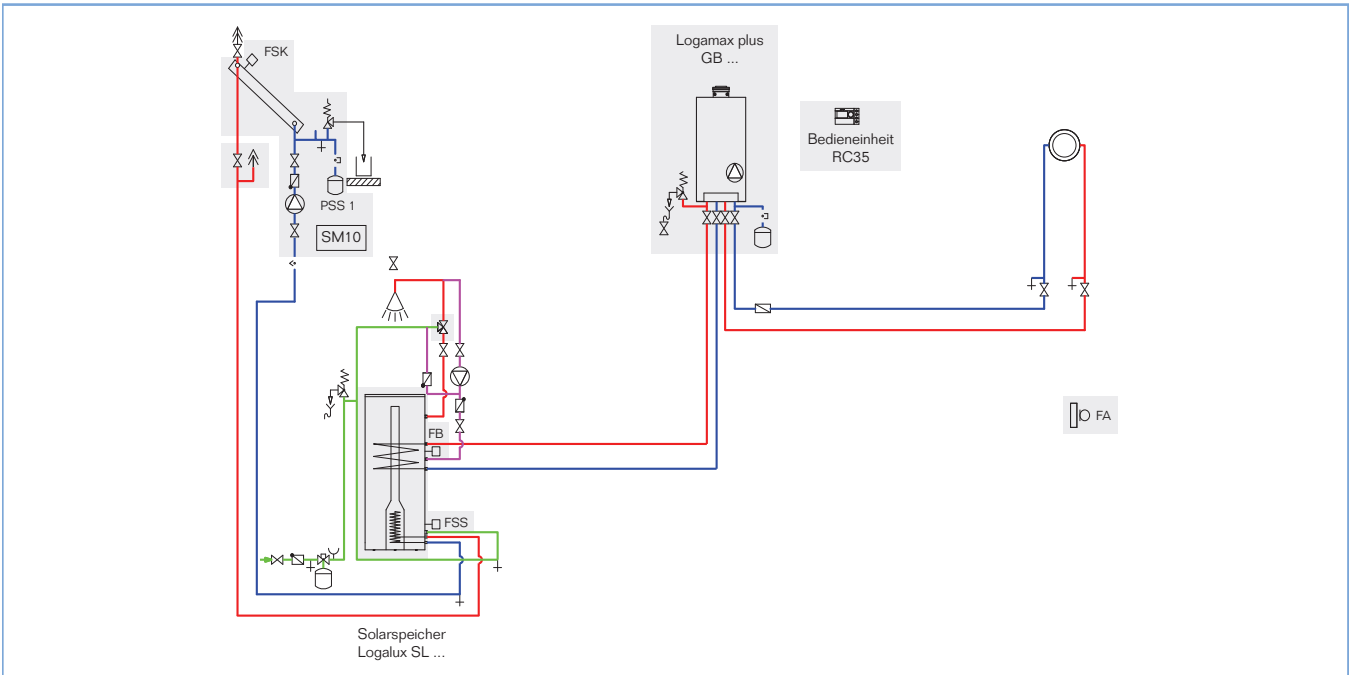 FSK
Logamax plus
GB ...
Bedieneinheit
RC35
PSS 1
SM10
FA
FB
FSS
Solarspeicher
Logalux SL ...